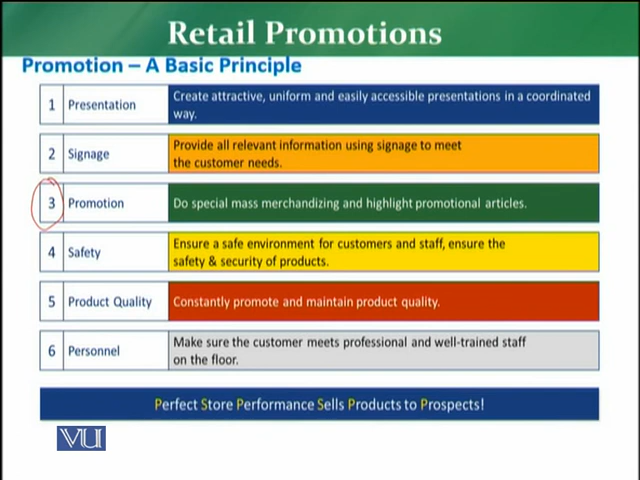 Retail Promotions
Promotion – A Basic Principle
1 Presentation Create attractive, uniform and easily accessible presentations in a coordinated
way.
2 Signage Provide all relevant information using signage to meet
the customer needs.
3 Promotion Do special mass merchandizing and highlight promotional articles.
4 Safety Ensure a safe environment for customers and staff, ensure the
safety & security of products.
5 Product Quality Constantly promote and maintain product quality.
6 Personnel Make sure the customer meets professional and well-trained staff
on the floor.
Perfect Store Performance Sells Products to Prospects!
VU